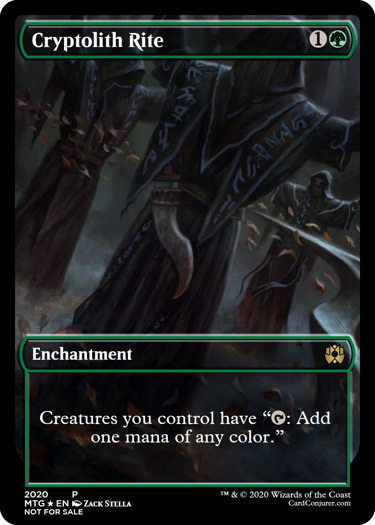 Cryptolith Rite 1
Enchantment
Creatures you control have “: Add
one mana of any color.”
2020 P
MTG ★ EN Zack Stella
NOT FOR SALE
™ & © 2020 Wizards of the Coast
CardConjurer.com